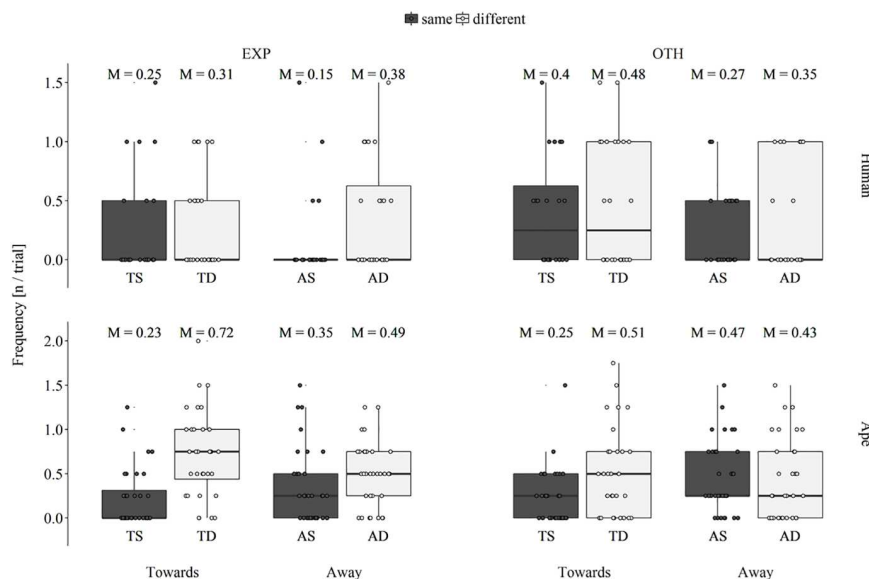 same different
EXP OTH
M = 0.25 M = 0.31 M = 0.15 M = 0.38 M = 0.4 M = 0.48 M = 0.27 M = 0.35
1.5
1.0
0.5
0.0
Human
TS TD AS AD TS TD AS AD
Frequency [n / trial]
M = 0.23 M = 0.72 M = 0.35 M = 0.49 M = 0.25 M = 0.51 M = 0.47 M = 0.43
2.0
1.5
1.0
0.5
0.0
Ape
TS TD AS AD TS TD AS AD
Towards Away Towards Away